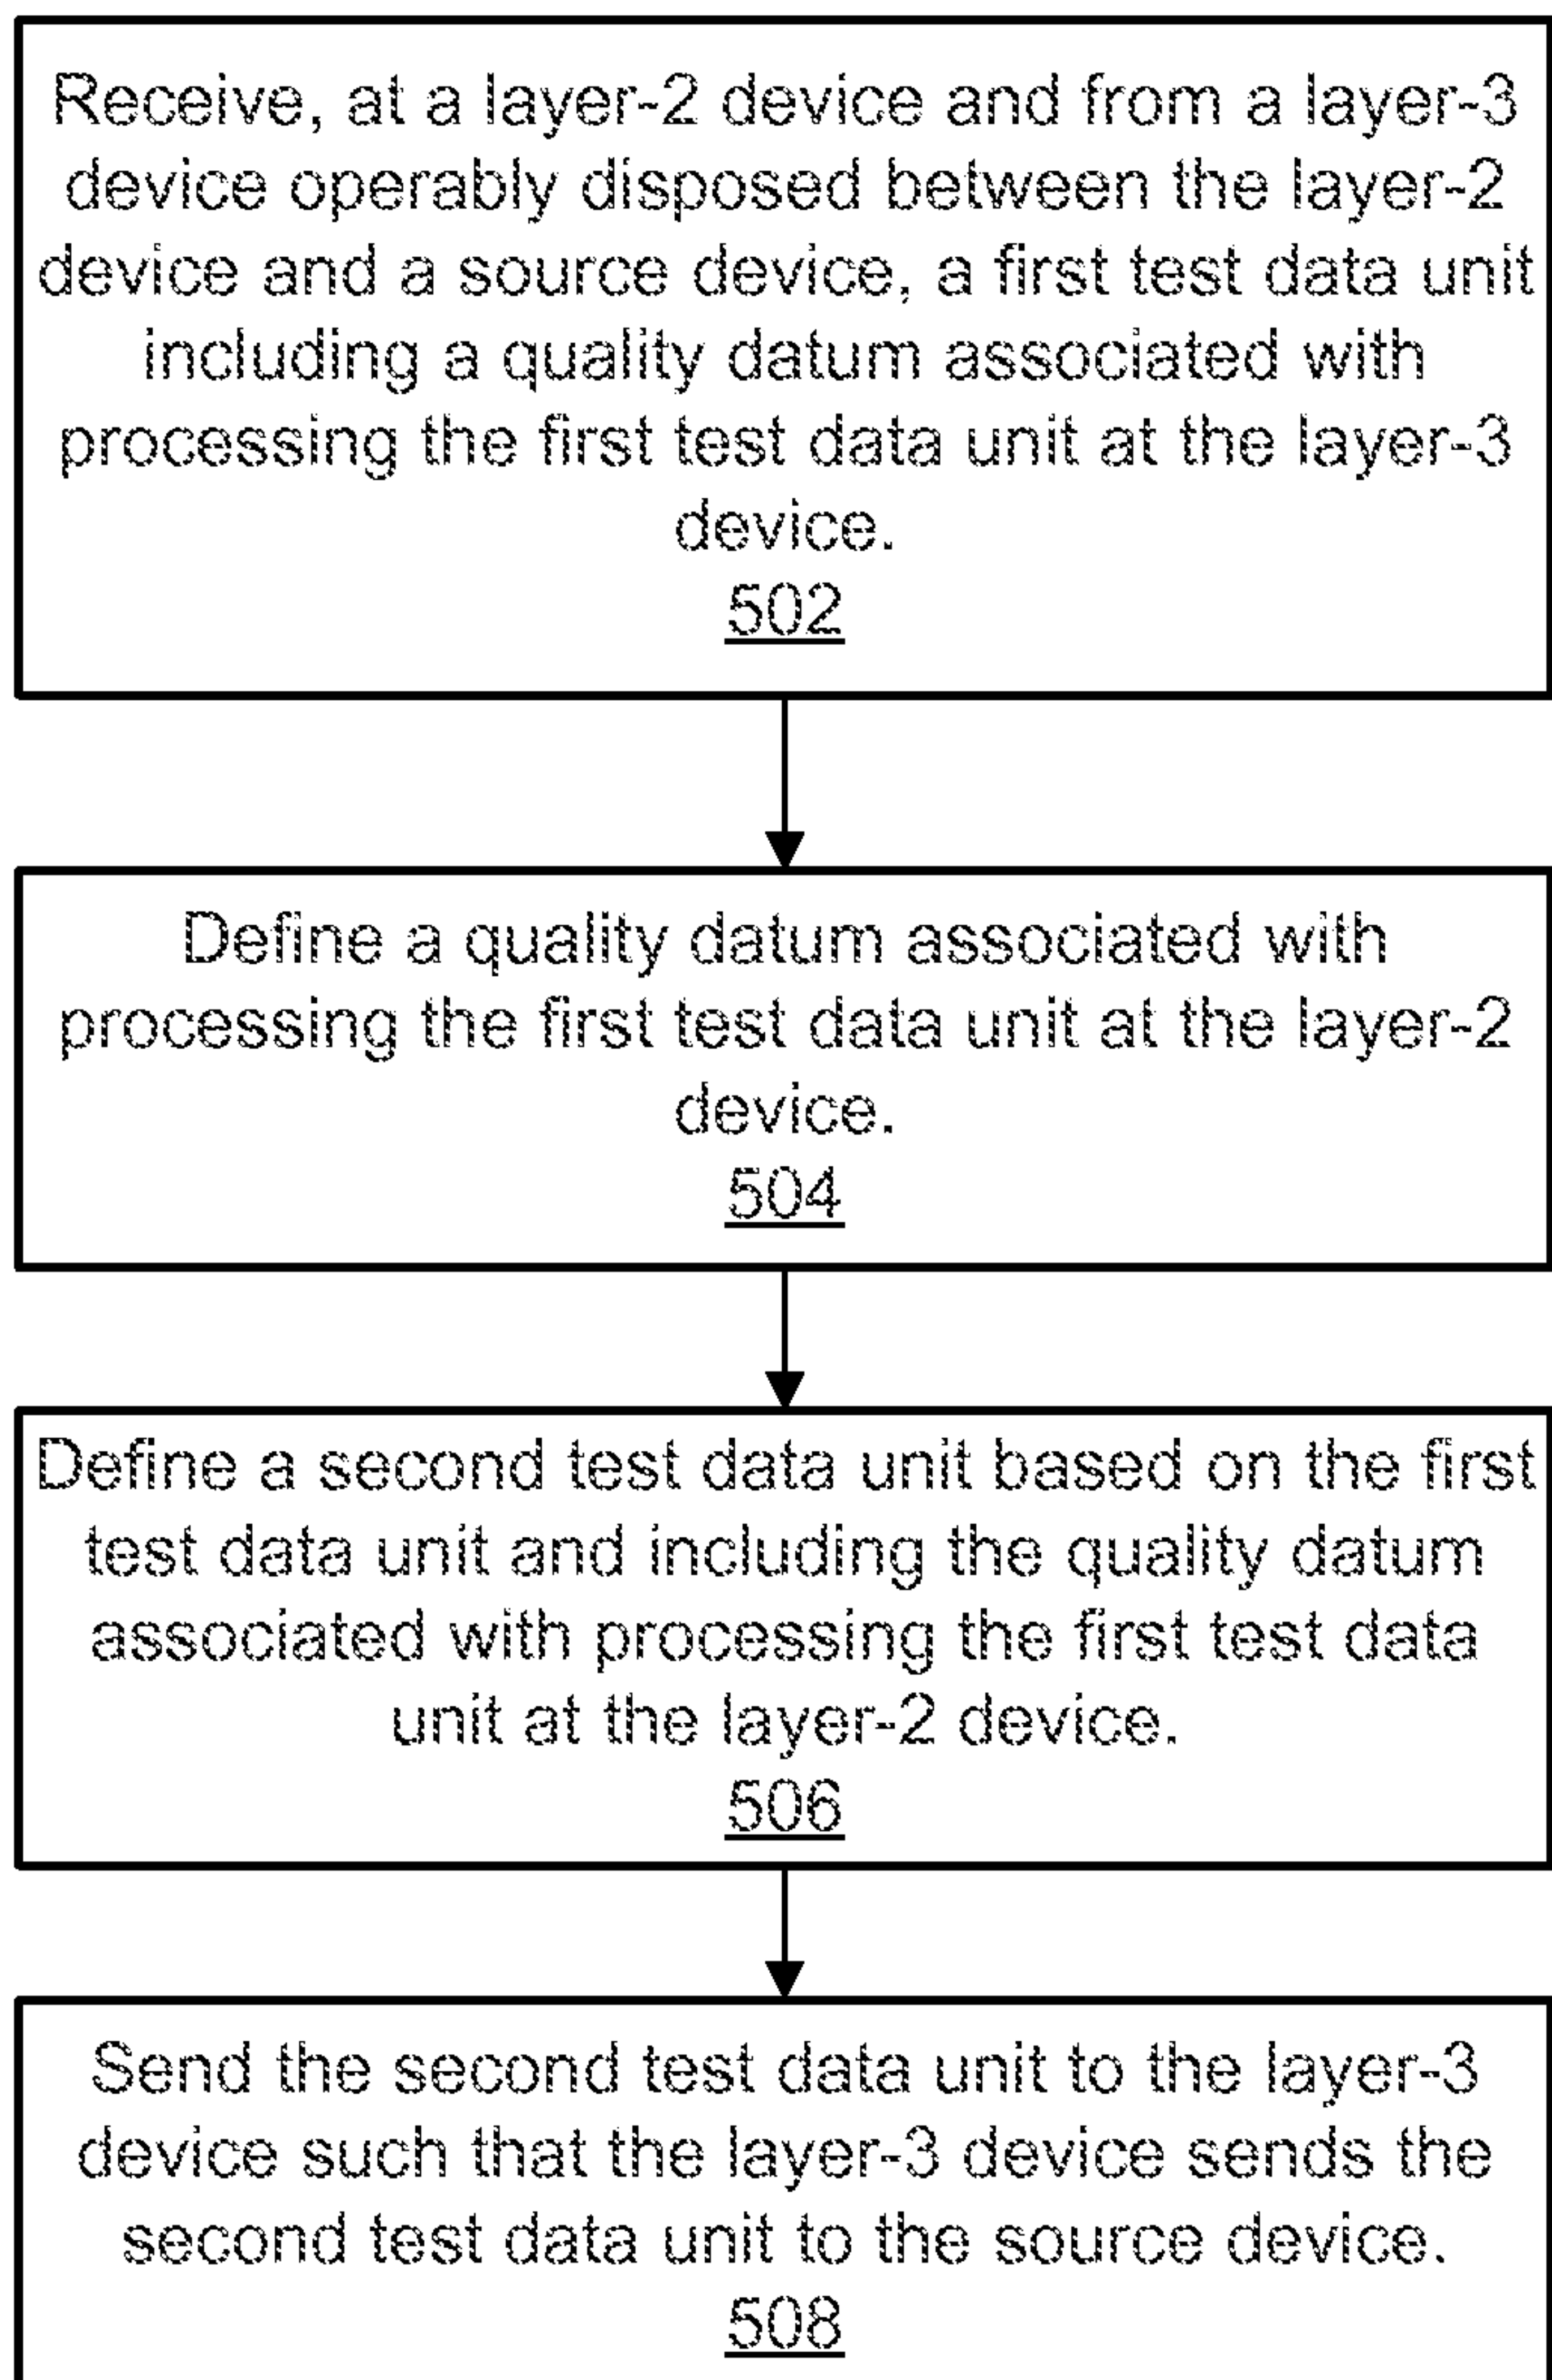 Receive, at a layer-2 device and from a layer-3
device operably disposed between the layer-2
device and a source device, a first test data unit
including a quality datum associated with
processing the first test data unit at the layer-3
device.
502
Define a quality datum associated with
processing the first test data unit at the layer-2
device.
504
Define a second test data unit based on the first
test data unit and including the quality datum
associated with processing the first test data
unit at the layer-2 device.
506
Send the second test data unit to the layer-3
device such that the layer-3 device sends the
second test data unit to the source device.
508